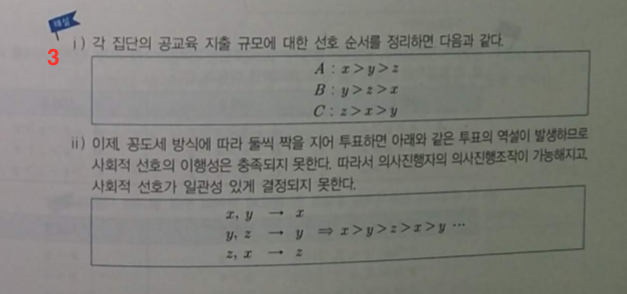 해설
3
ⅰ) 각 집단의 공교육 지출 규모에 대한 선호 순서를 정리하면 다음과 같다.
A : x > y > z
B : y > z > x
C : z > x > y
ⅱ) 이제, 꽁도세 방식에 따라 둘씩 짝을 지어 투표하면 아래와 같은 투표의 역설이 발생하므로
사회적 선호의 이행성은 충족되지 못한다. 따라서 의사진행자의 의사진행조작이 가능해지고,
사회적 선호가 일관성 있게 결정되지 못한다.
x, y → x
y, z → y ⇒ x > y > z > x > y ⋯
z, x → z